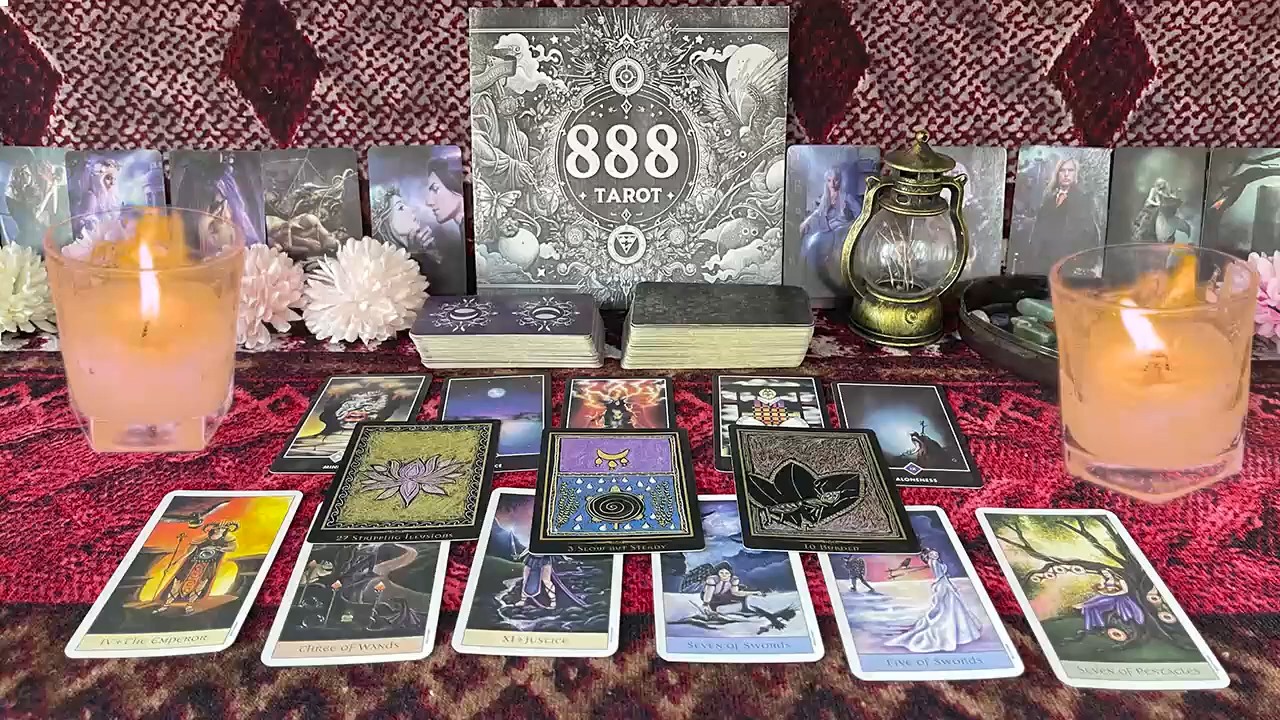 888
TAROT
ALONENESS
27 Stripping Illusions
3 Slow but Steady
10 Burden
IV The Emperor
Three of Wands
XI Justice
Seven of Swords
Five of Swords
Seven of Pentacles